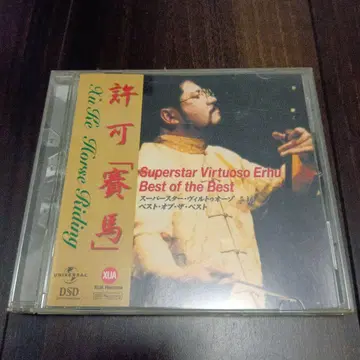 許可「賽馬」
Xu Ke Horse Riding
Superstar Virtuoso Erhu
Best of the Best
スーパースター・ヴィルトゥオーゾ
ベスト・オブ・ザ・ベスト
UNIVERSAL
DSD
XUA